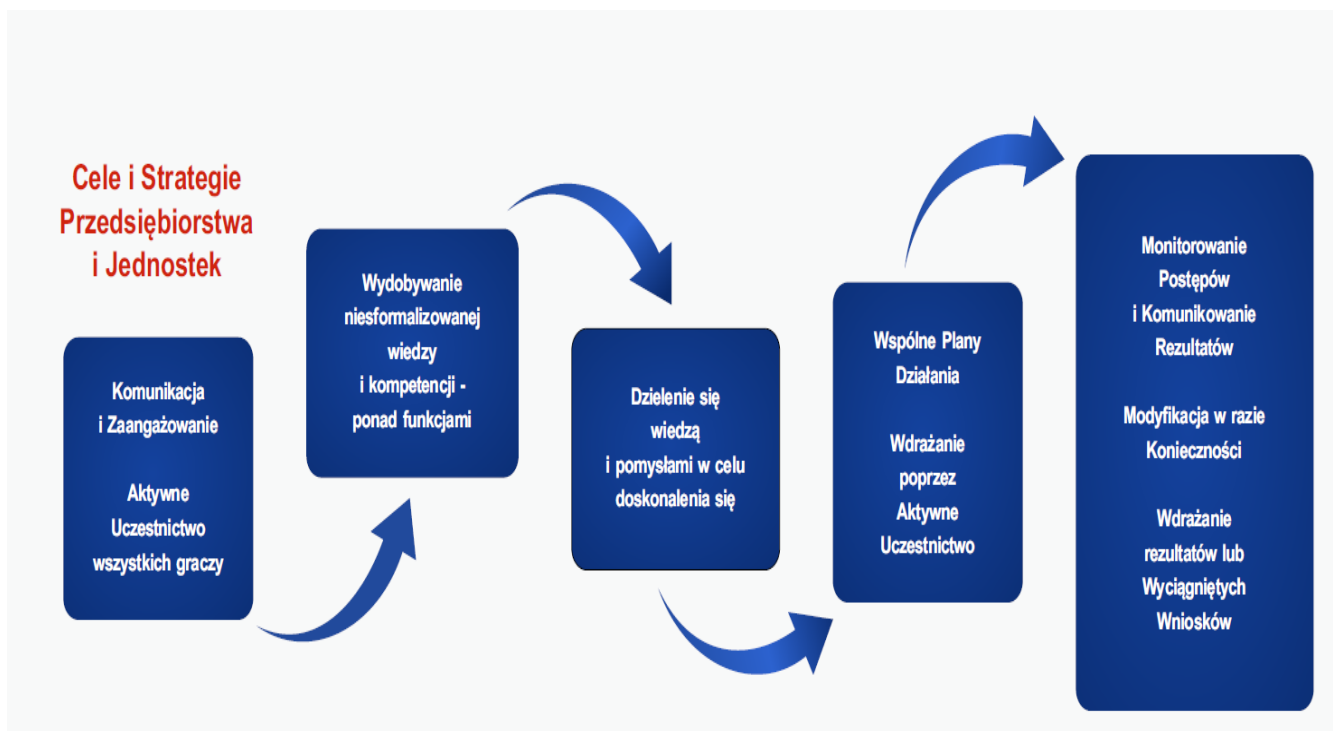 Cele i Strategie
Przedsiębiorstwa
i Jednostek
Komunikacja
i Zaangażowanie
Aktywne
Uczestnictwo
wszystkich graczy
Wydobywanie
niesformalizowanej
wiedzy
i kompetencji -
ponad funkcjami
Dzielenie się
wiedzą
i pomysłami w celu
doskonalenia się
Wspólne Plany
Działania
Wdrażanie
poprzez
Aktywne
Uczestnictwo
Monitorowanie
Postępów
i Komunikowanie
Rezultatów
Modyfikacja w razie
Konieczności
Wdrażanie
rezultatów lub
Wyciągniętych
Wniosków